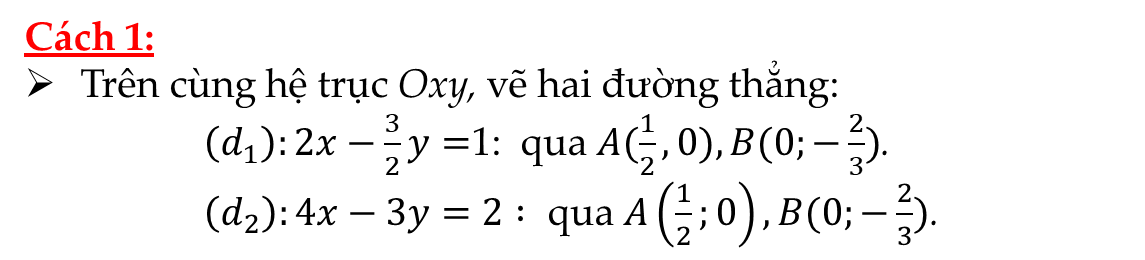 Cách 1:
➢ Trên cùng hệ trục Oxy, vẽ hai đường thẳng:
(d₁): 2x − 3/2 y =1: qua A(1/2, 0), B(0; − 2/3).
(d₂): 4x − 3y = 2 : qua A(1/2; 0), B(0; − 2/3).